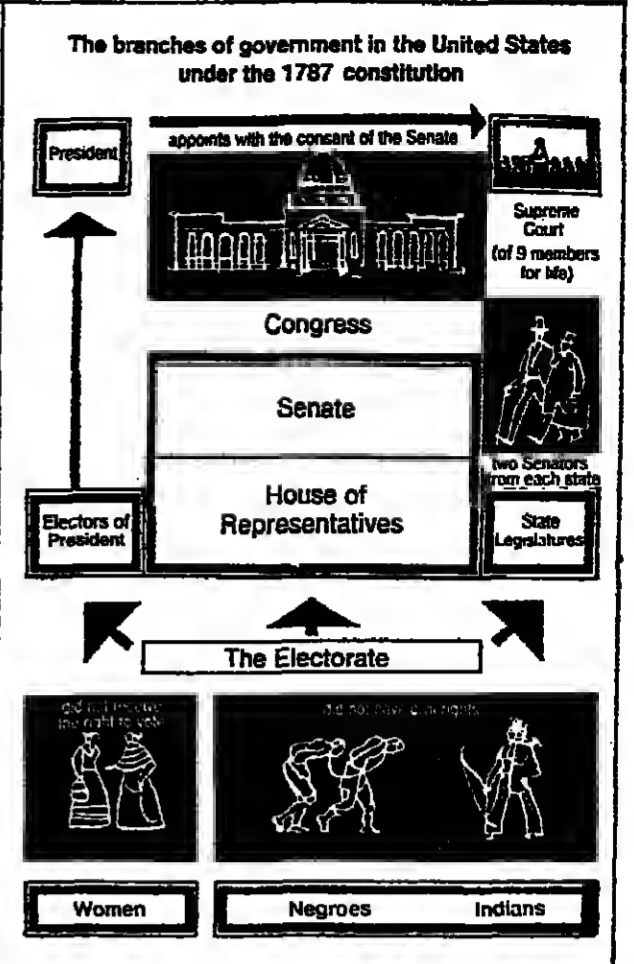 The branches of government in the United States
under the 1787 constitution
President
appoints with the consent of the Senate
Supreme
Court
(of 9 members
for life)
Congress
Senate
House of
Representatives
two Senators
from each state
Electors of
President
State
Legislatures
The Electorate
did not receive
the right to vote
did not have civil rights
Women
Negroes
Indians